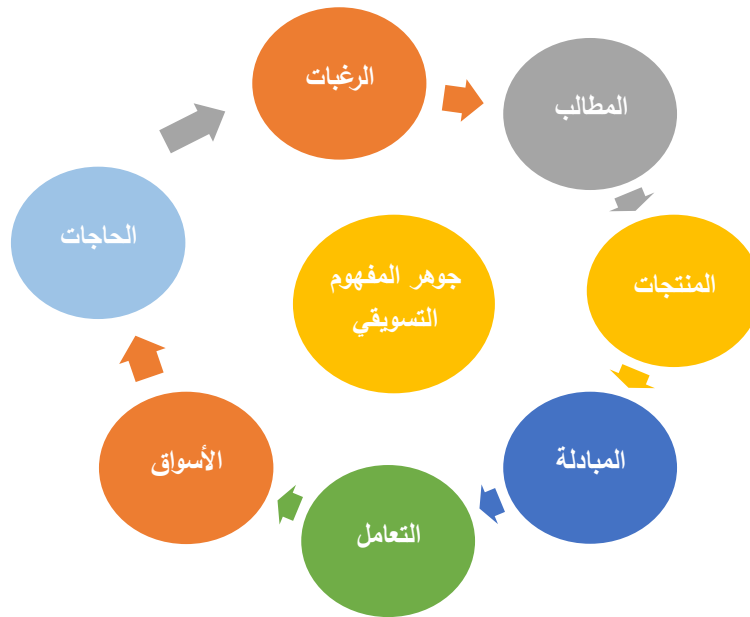 الرغبات
المطالب
المنتجات
المبادلة
التعامل
الأسواق
الحاجات
جوهر المفهوم
التسويقي